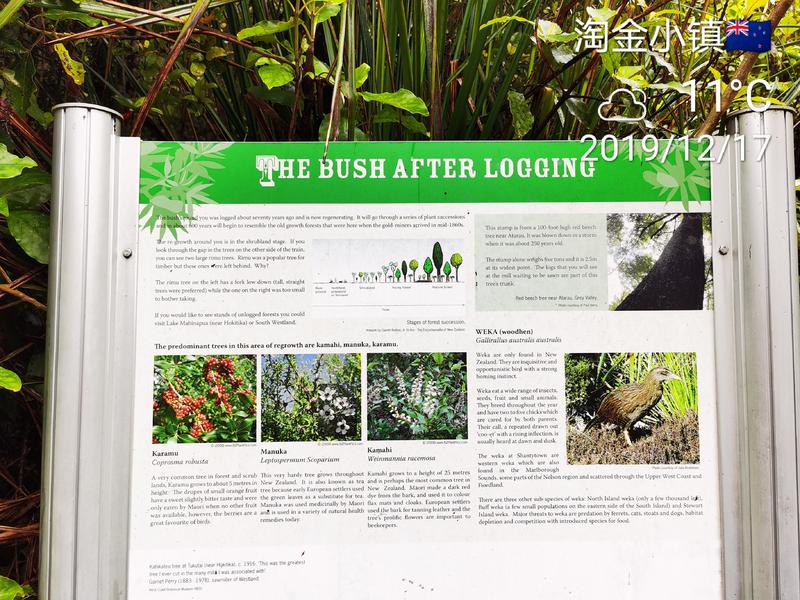 淘金小镇🇳🇿
11°C
2019/12/17
THE BUSH AFTER LOGGING
The bush around you was logged about seventy years ago and is now regenerating. It will go through a series of plant successions
and in about 400 years will begin to resemble the old growth forests that were here when the gold miners arrived in mid-1860s.
The re-growth around you is in the shrubland stage. If you
look through the gap in the trees on the other side of the train,
you can see two large rimu trees. Rimu was a popular tree for
timber but these ones were left behind. Why?
The rimu tree on the left has a fork low down (tall, straight
trees were preferred) while the one on the right was too small
to bother taking.
If you would like to see stands of unlogged forests you could
visit Lake Mahinapua (near Hokitika) or South Westland.
Stages of forest succession.
This stump is from a 100-foot-high red beech
tree near Atarau. It was blown down in a storm
when it was about 250 years old.
The stump alone weighs five tons and it is 2.5m
at its widest point. The logs that you will see
at the mill waiting to be sawn are part of this
tree's trunk.
Red beech tree near Atarau, Grey Valley.
The predominant trees in this area of regrowth are kamahi, manuka, karamu.
Karamu
Coprosma robusta
A very common tree in forest and scrub
lands, Karamu grows to about 5 metres in
height. The drupes of small orange fruit
have a sweet slightly bitter taste and were
only eaten by Maori when no other fruit
was available, however, the berries are a
great favourite of birds.
Manuka
Leptospermum Scoparium
This very hardy tree grows throughout
New Zealand. It is also known as tea
tree because early European settlers used
the green leaves as a substitute for tea.
Manuka was used medicinally by Maori
and is used in a variety of natural health
remedies today.
Kamahi
Weinmannia racemosa
Kamahi grows to a height of 25 metres
and is perhaps the most common tree in
New Zealand. Maori made a dark red
dye from the bark, and used it to colour
flax mats and cloaks. European settlers
used the bark for tanning leather and the
tree's prolific flowers are important to
beekeepers.
WEKA (woodhen)
Gallirallus australis australis
Weka are only found in New
Zealand. They are inquisitive and
opportunistic bird with a strong
homing instinct.
Weka eat a wide range of insects,
seeds, fruit and small animals.
They breed throughout the year
and have two to five chicks which
are cared for by both parents.
Their call, a repeated drawn out
'coo-et' with a rising inflection, is
usually heard at dawn and dusk.
The weka at Shantytown are
western weka which are also
found in the Marlborough
Sounds, some parts of the Nelson region and scattered through the Upper West Coast and
Fiordland.
There are three other sub species of weka: North Island weka (only a few thousand left),
Buff weka (a few small populations on the eastern side of the South Island) and Stewart
Island weka. Major threats to weka are predation by ferrets, cats, stoats and dogs, habitat
depletion and competition with introduced species for food.
Kahikatea tree at Takutai (near Hokitika), c. 1916. This was the greatest
tree I ever cut in the many mills I was associated with.
Garnet Perry (1883 - 1978), sawmiller of Westland.